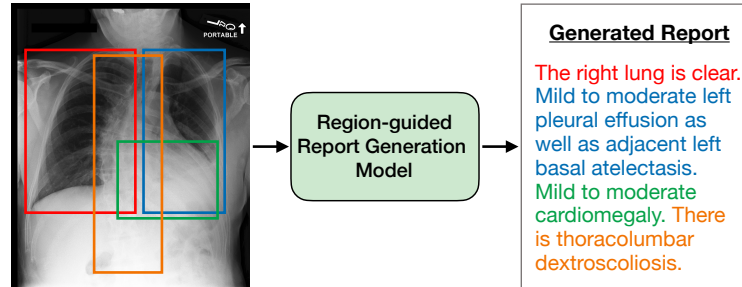 PORTABLE
Region-guided
Report Generation
Model
Generated Report
The right lung is clear.
Mild to moderate left
pleural effusion as
well as adjacent left
basal atelectasis.
Mild to moderate
cardiomegaly. There
is thoracolumbar
dextroscoliosis.